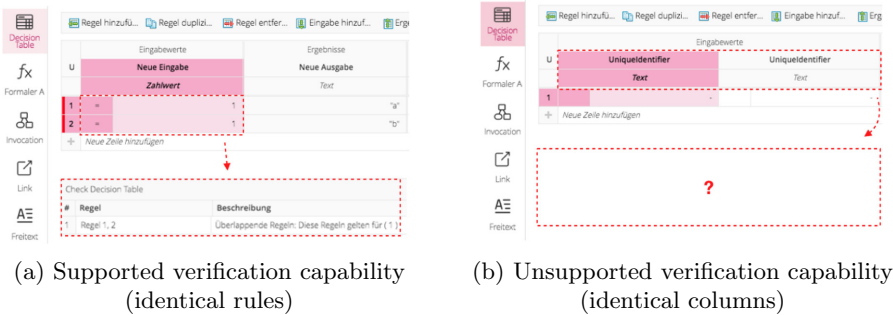 Decision
Table
Formaler A
Invocation
Link
Freitext
Regel hinzufü... Regel duplizi... Regel entfer... Eingabe hinzuf... Erge
Eingabewerte Ergebnisse
U Neue Eingabe Neue Ausgabe
Zahlwert Text
1 = 1 "a"
2 = 1 "b"
+ Neue Zeile hinzufügen
Check Decision Table
# Regel Beschreibung
1 Regel 1, 2 Überlappende Regeln: Diese Regeln gelten für ( 1 )
(a) Supported verification capability
(identical rules)
Decision
Table
Formaler A
Invocation
Link
Freitext
Regel hinzufü... Regel duplizi... Regel entfer... Eingabe hinzuf... Erg
Eingabewerte
U UniqueIdentifier UniqueIdentifier
Text Text
1 - -
+ Neue Zeile hinzufügen
?
(b) Unsupported verification capability
(identical columns)